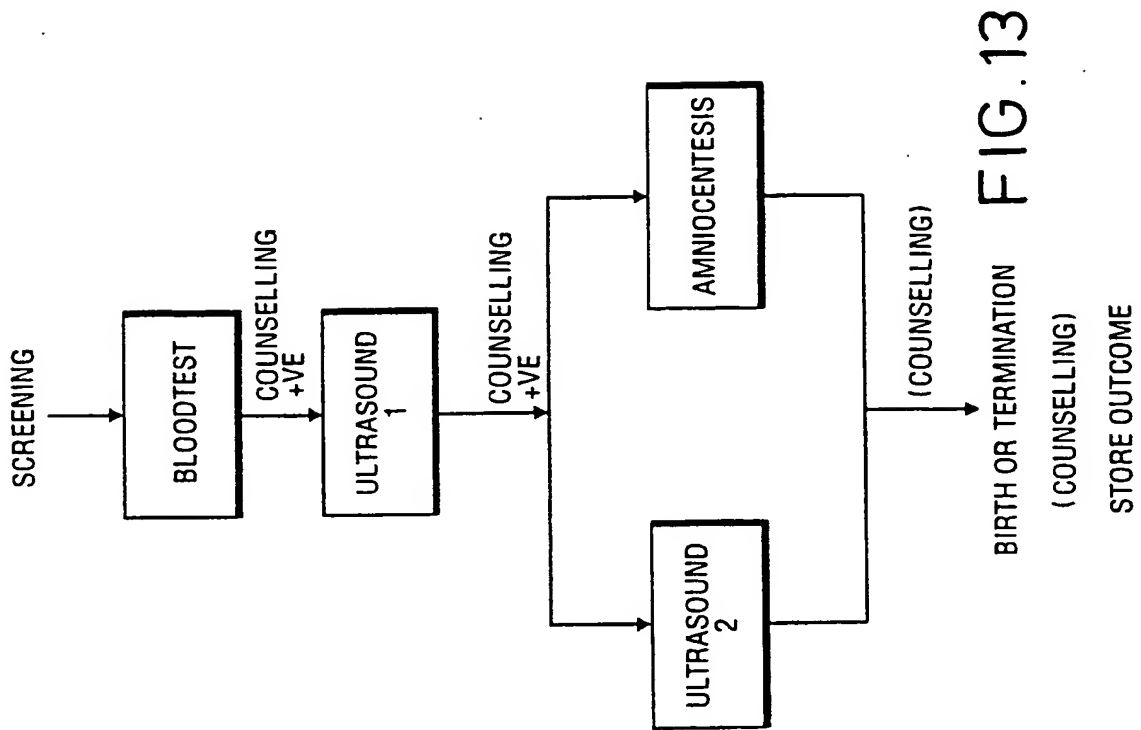 SCREENING
BLOODTEST
COUNSELLING
+VE
ULTRASOUND
1
COUNSELLING
+VE
ULTRASOUND
2
AMNIOCENTESIS
(COUNSELLING)
BIRTH OR TERMINATION
(COUNSELLING)
STORE OUTCOME
FIG.13